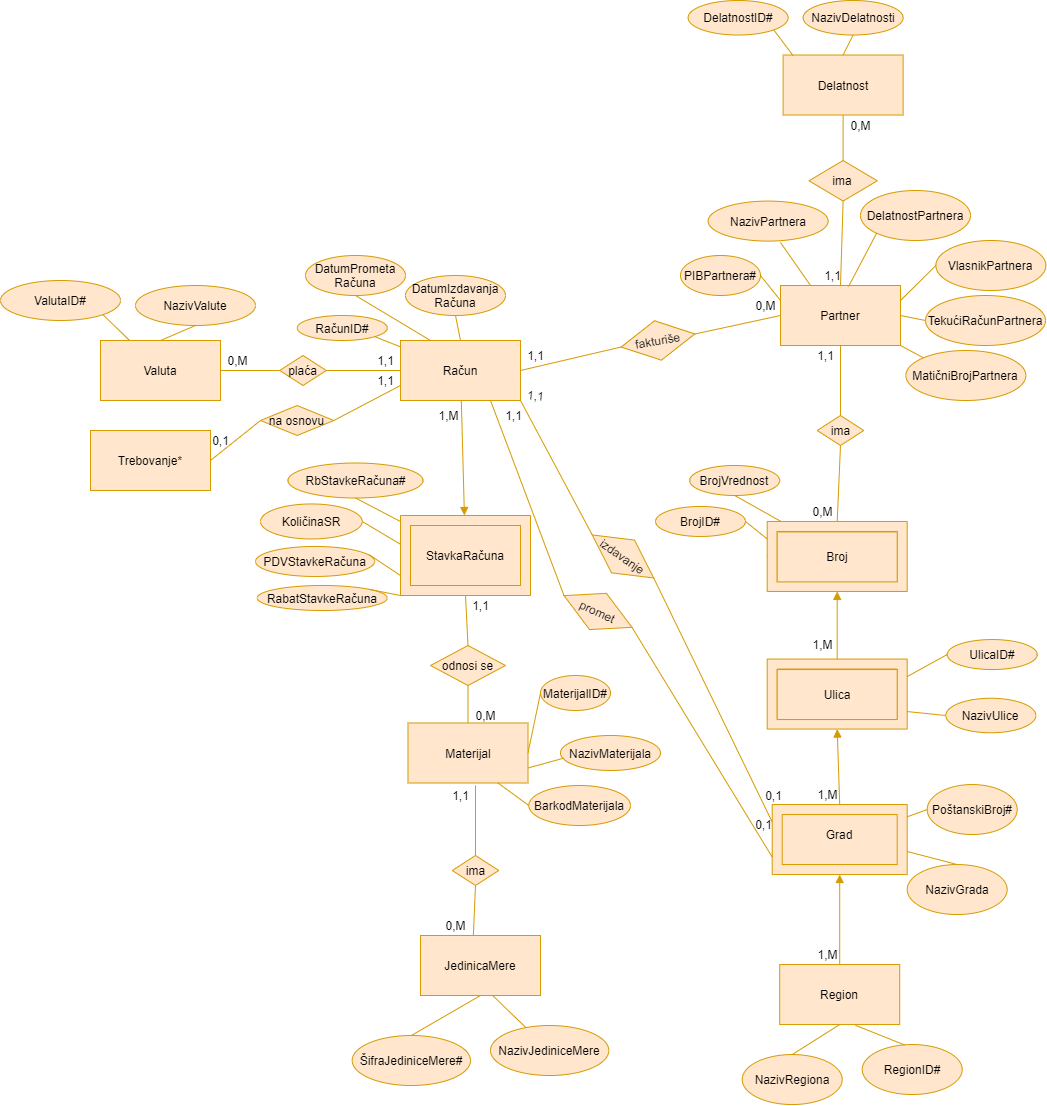 DelatnostID#
NazivDelatnosti
Delatnost
0,M
ima
NazivPartnera
DelatnostPartnera
PIBPartnera#
VlasnikPartnera
1,1
0,M
Partner
TekućiRačunPartnera
1,1
MatičniBrojPartnera
DatumPrometa
Računa
DatumIzdavanja
Računa
ValutaID#
NazivValute
RačunID#
fakturiše
Valuta
0,M
plaća
1,1
1,1
Račun
1,1
1,1
na osnovu
0,1
1,M
1,1
Trebovanje*
ima
RbStavkeRačuna#
BrojVrednost
0,M
KoličinaSR
BrojID#
StavkaRačuna
izdavanje
Broj
PDVStavkeRačuna
RabatStavkeRačuna
1,1
promet
1,M
UlicaID#
odnosi se
MaterijalID#
Ulica
0,M
NazivUlice
Materijal
NazivMaterijala
1,1
BarkodMaterijala
0,1
1,M
0,1
Grad
PoštanskiBroj#
ima
NazivGrada
0,M
1,M
JedinicaMere
Region
ŠifraJediniceMere#
NazivJediniceMere
NazivRegiona
RegionID#